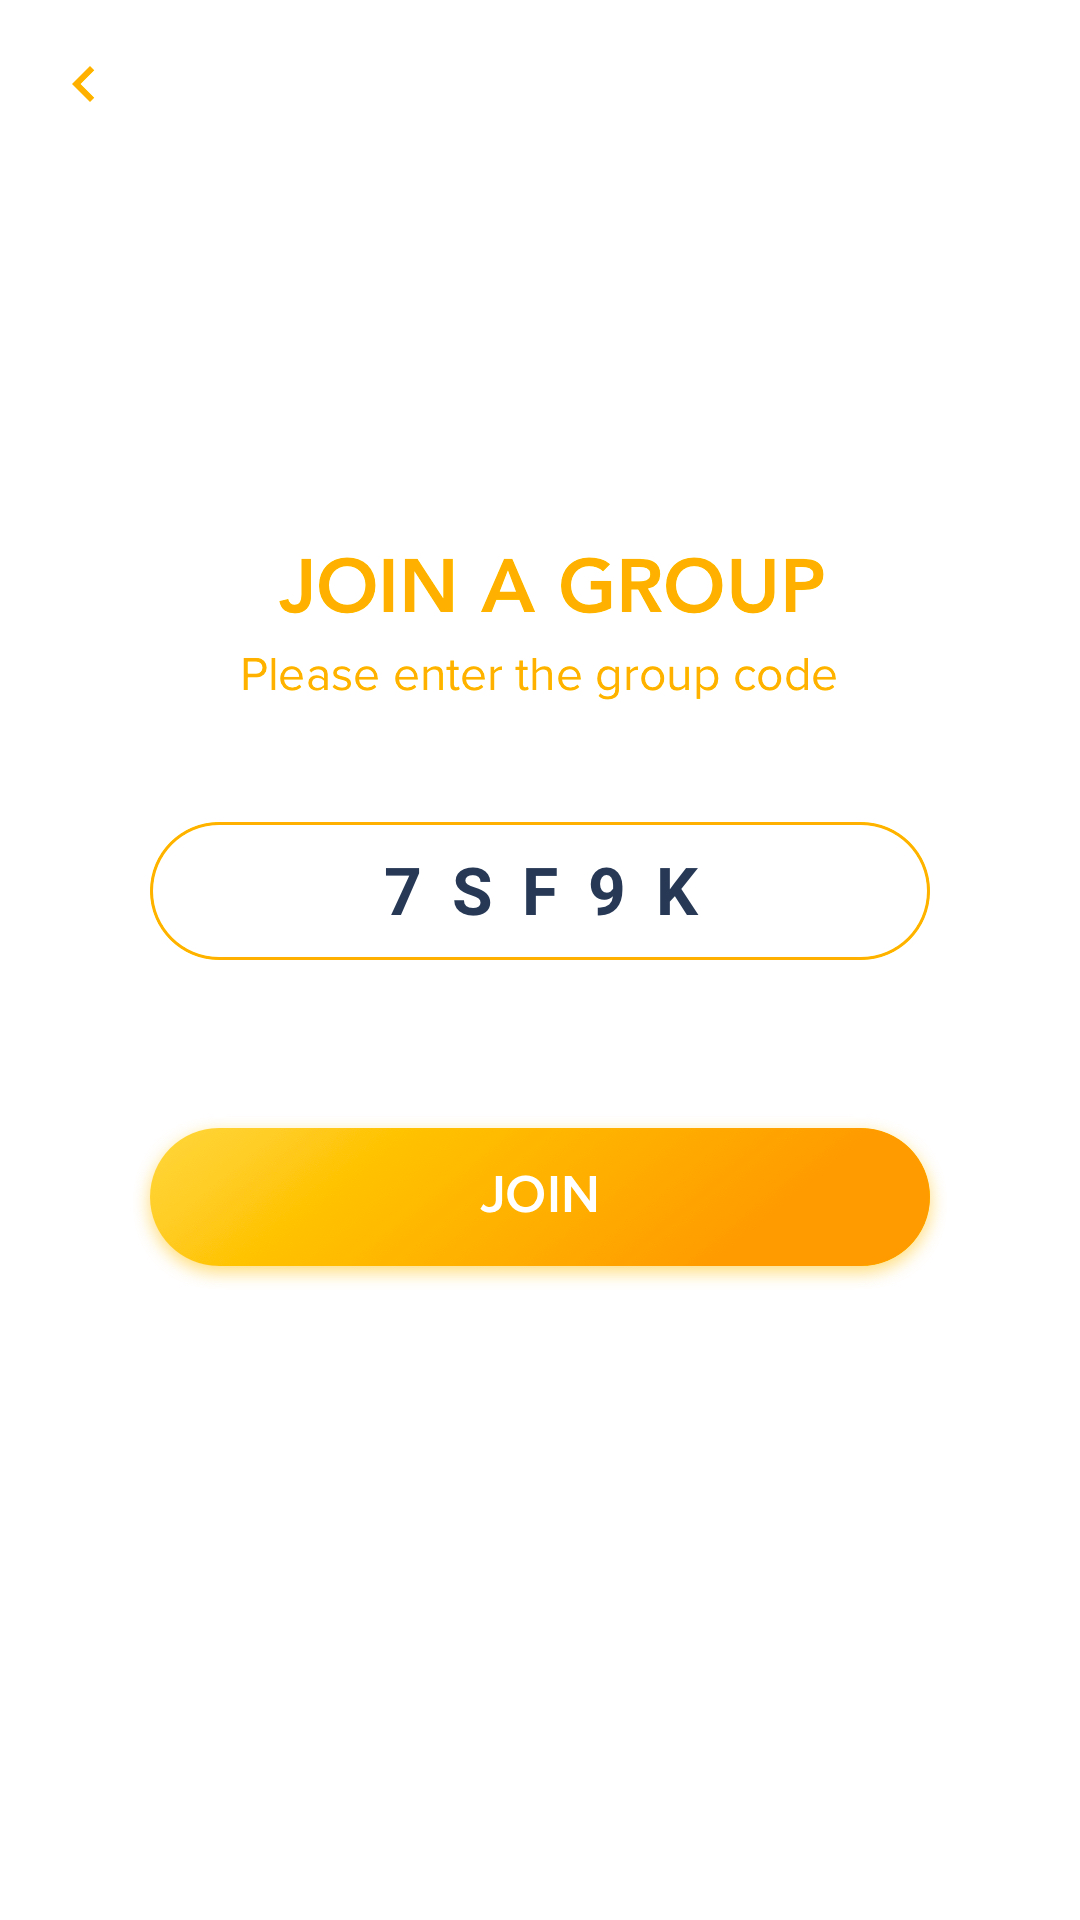 JOIN A GROUP
Please enter the group code
7 S F 9 K
JOIN